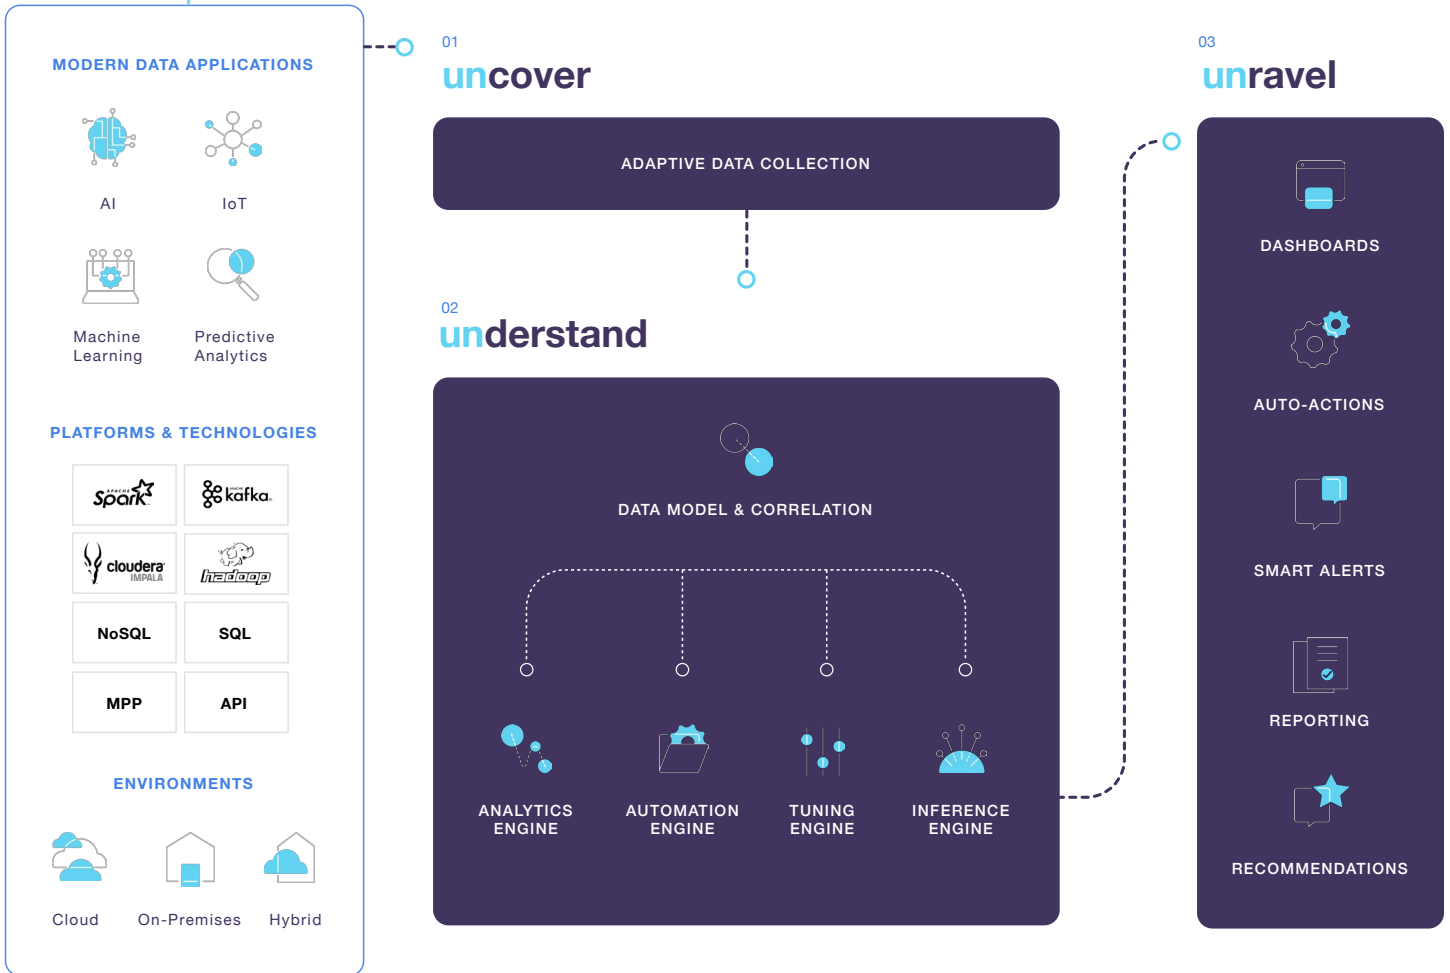 MODERN DATA APPLICATIONS
AI
IoT
Machine
Learning
Predictive
Analytics
PLATFORMS & TECHNOLOGIES
APACHE
Spark
APACHE
kafka
cloudera
IMPALA
hadoop
NoSQL
SQL
MPP
API
ENVIRONMENTS
Cloud
On-Premises
Hybrid
01
uncover
ADAPTIVE DATA COLLECTION
02
understand
DATA MODEL & CORRELATION
ANALYTICS
ENGINE
AUTOMATION
ENGINE
TUNING
ENGINE
INFERENCE
ENGINE
03
unravel
DASHBOARDS
AUTO-ACTIONS
SMART ALERTS
REPORTING
RECOMMENDATIONS